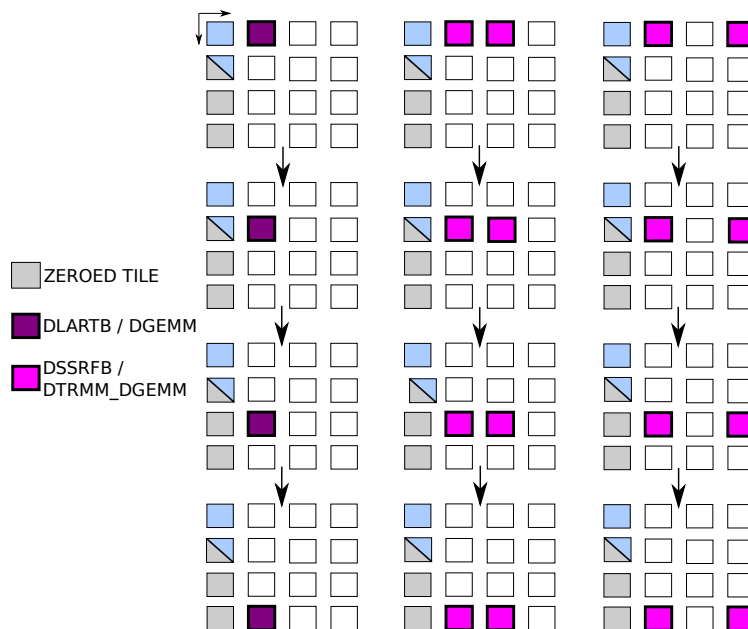 ZEROED TILE
DLARTB / DGEMM
DSSRFB /
DTRMM_DGEMM